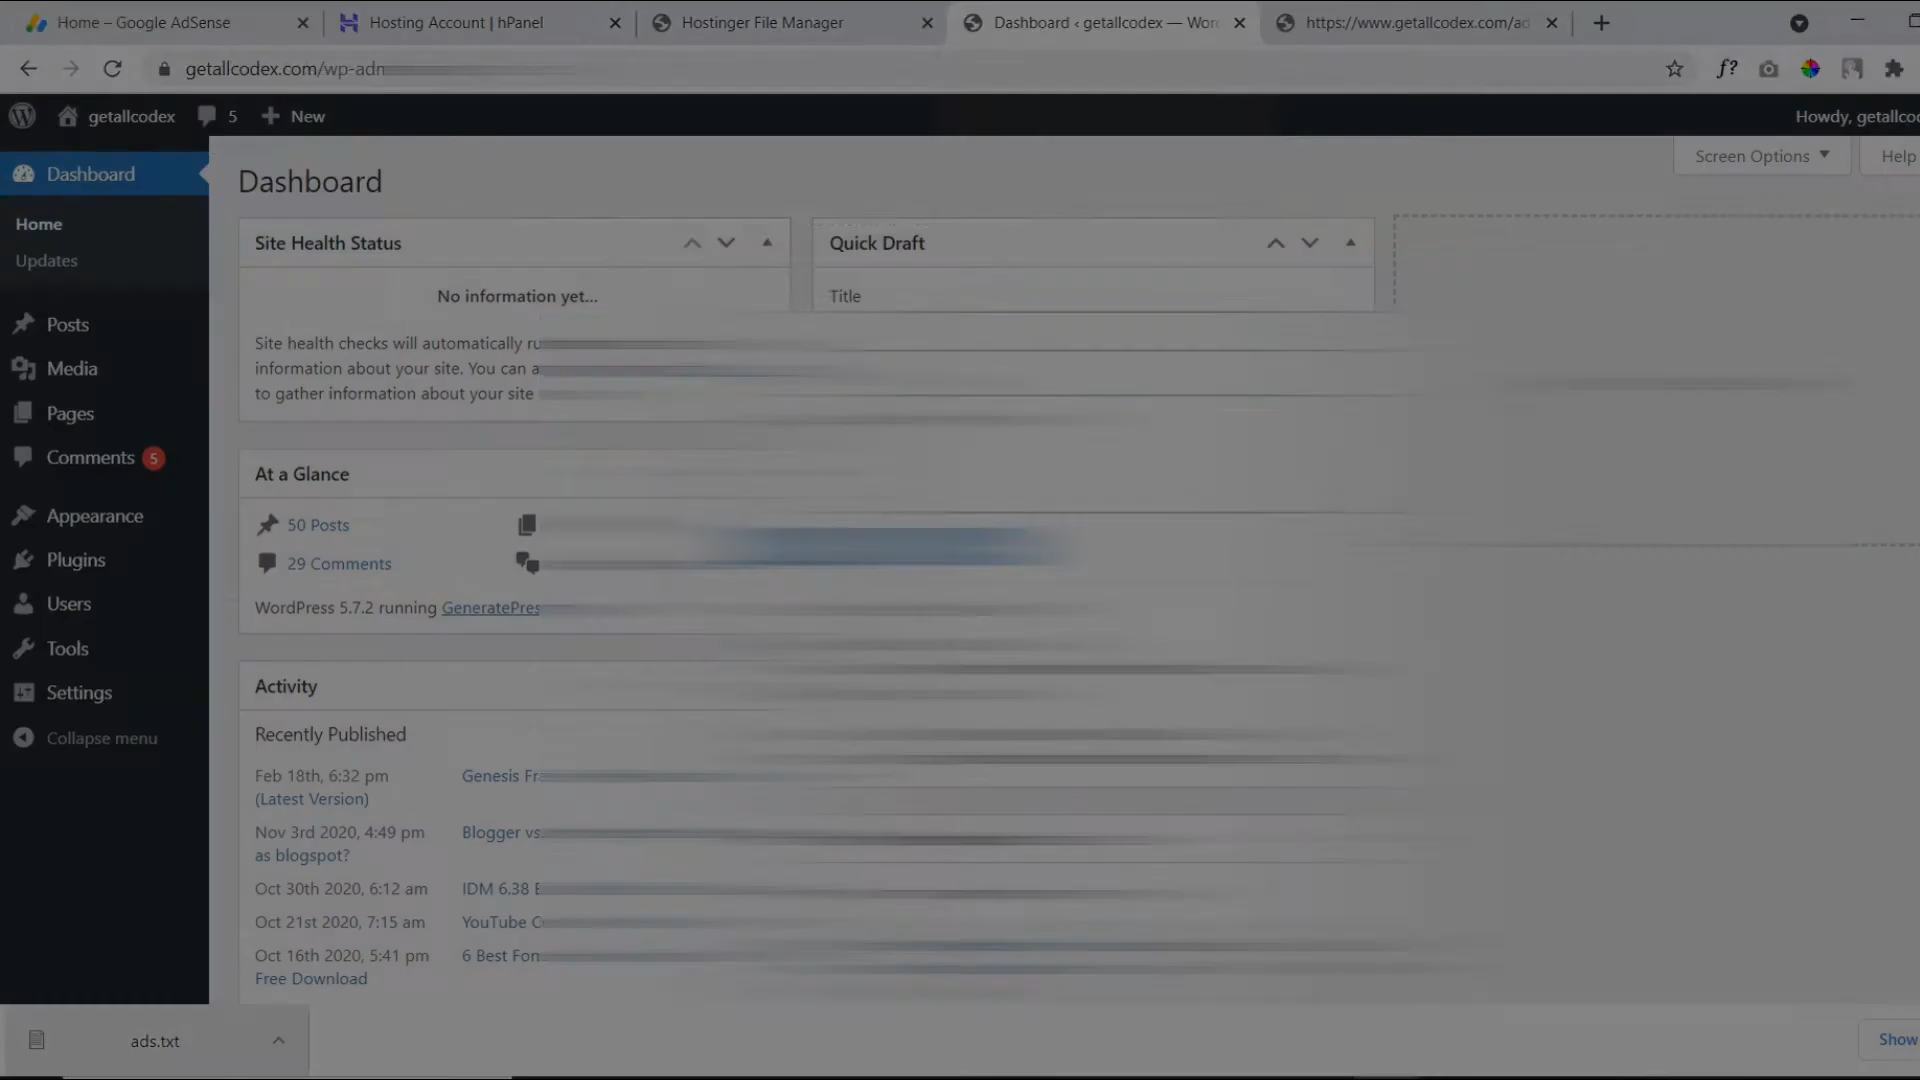 Home – Google AdSense
Hosting Account | hPanel
Hostinger File Manager
Dashboard ‹ getallcodex — Wor
https://www.getallcodex.com/ad
getallcodex.com/wp-adn
f?
getallcodex
5
New
Howdy, getallco
Dashboard
Home
Updates
Posts
Media
Pages
Comments 5
Appearance
Plugins
Users
Tools
Settings
Collapse menu
Screen Options
Help
Dashboard
Site Health Status
No information yet...
Site health checks will automatically ru
information about your site. You can a
to gather information about your site
Quick Draft
Title
At a Glance
50 Posts
29 Comments
WordPress 5.7.2 running GeneratePres
Activity
Recently Published
Feb 18th, 6:32 pm Genesis Fr
(Latest Version)
Nov 3rd 2020, 4:49 pm Blogger vs
as blogspot?
Oct 30th 2020, 6:12 am IDM 6.38
Oct 21st 2020, 7:15 am YouTube
Oct 16th 2020, 5:41 pm 6 Best Fon
Free Download
ads.txt
Show